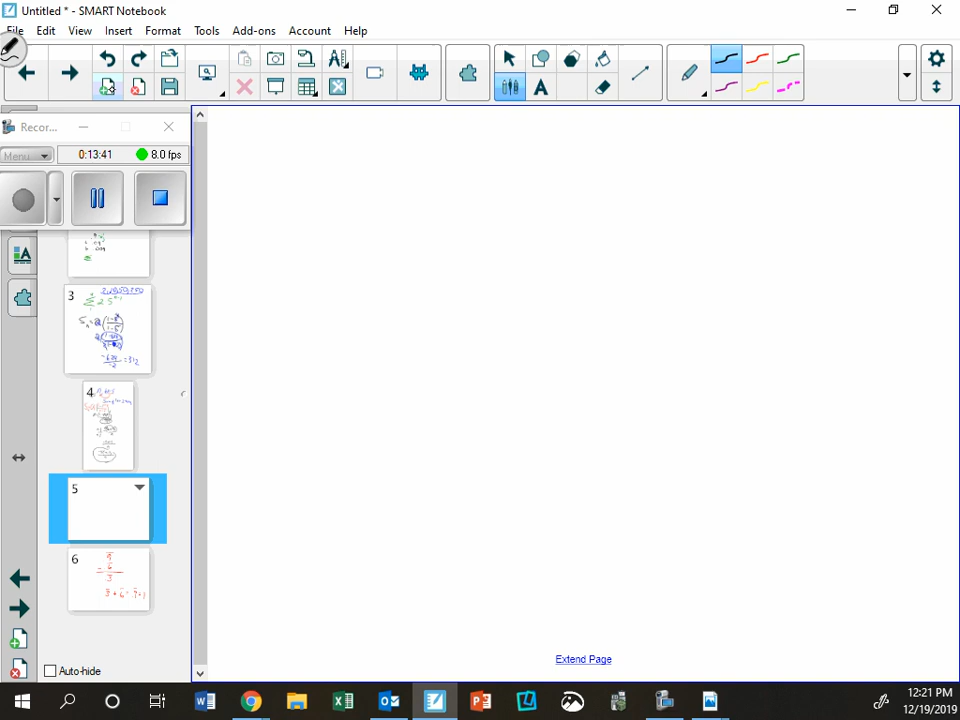 Untitled * - SMART Notebook
File Edit View Insert Format Tools Add-ons Account Help
Recor...
Menu
0:13:41 8.0 fps
3
4
5
6
Extend Page
Auto-hide
12:21 PM
12/19/2019